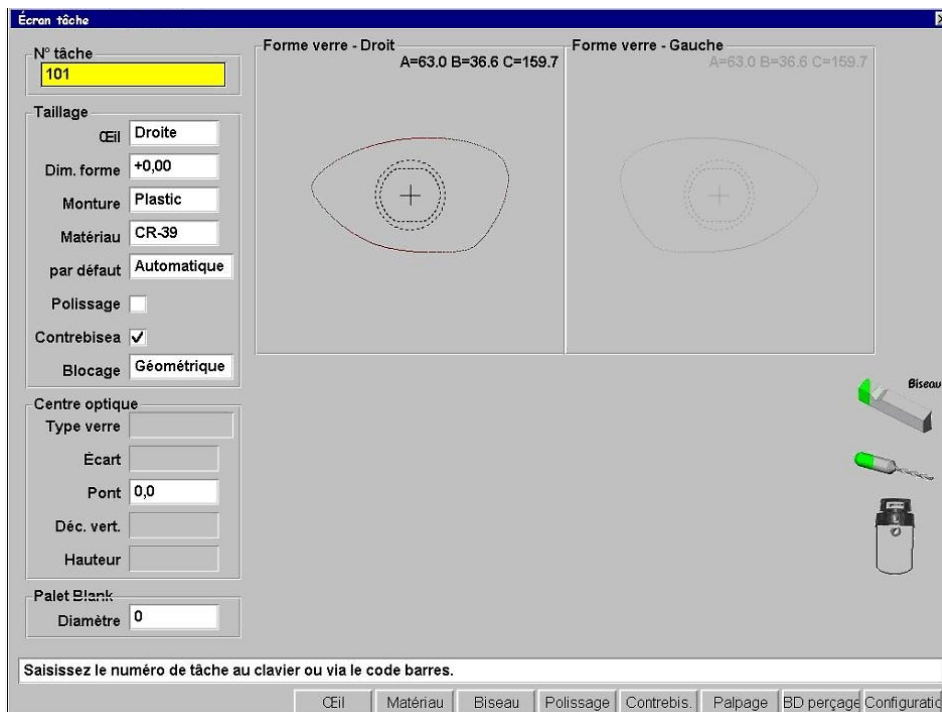 Écran tâche
N° tâche
101
Taillage
Œil Droite
Dim. forme +0,00
Monture Plastic
Matériau CR-39
par défaut Automatique
Polissage
Contrebisea
Blocage Géométrique
Centre optique
Type verre
Écart
Pont 0,0
Déc. vert.
Hauteur
Palet Blank
Diamètre 0
Forme verre - Droit
A=63.0 B=36.6 C=159.7
Forme verre - Gauche
A=63.0 B=36.6 C=159.7
Biseau
Saisissez le numéro de tâche au clavier ou via le code barres.
Œil Matériau Biseau Polissage Contrebis. Palpage BD perçage Configuratio